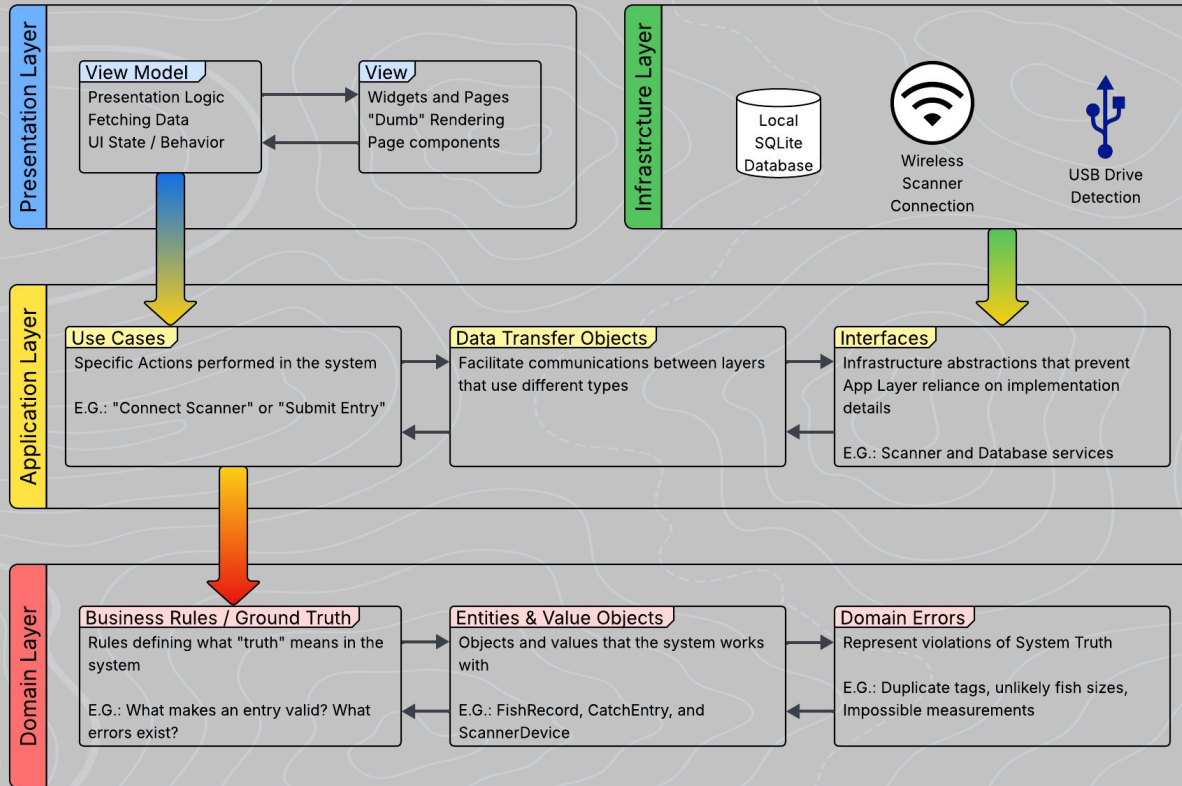 Presentation Layer
View Model
Presentation Logic
Fetching Data
UI State / Behavior
View
Widgets and Pages
"Dumb" Rendering
Page components
Infrastrcture Layer
Local
SQLite
Database
Wireless
Scanner
Connection
USB Drive
Detection
Application Layer
Use Cases
Specific Actions performed in the system
E.G.: "Connect Scanner" or "Submit Entry"
Data Transfer Objects
Facilitate communications between layers
that use different types
Interfaces
Infrastructure abstractions that prevent
App Layer reliance on implementation
details
E.G.: Scanner and Database services
Domain Layer
Business Rules / Ground Truth
Rules defining what "truth" means in the
system
E.G.: What makes an entry valid? What
errors exist?
Entities & Value Objects
Objects and values that the system works
with
E.G.: FishRecord, CatchEntry, and
ScannerDevice
Domain Errors
Represent violations of System Truth
E.G.: Duplicate tags, unlikely fish sizes,
Impossible measurements